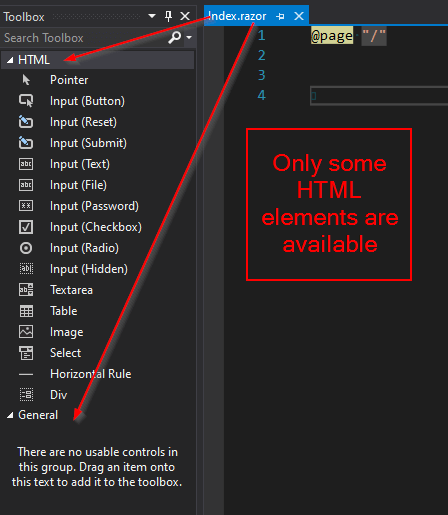 Toolbox
Search Toolbox
HTML
Pointer
Input (Button)
Input (Reset)
Input (Submit)
Input (Text)
Input (File)
Input (Password)
Input (Checkbox)
Input (Radio)
Input (Hidden)
Textarea
Table
Image
Select
Horizontal Rule
Div
General
There are no usable controls in
this group. Drag an item onto
this text to add it to the toolbox.
Index.razor
1 @page "/"
2
3
4
Only some
HTML
elements are
available